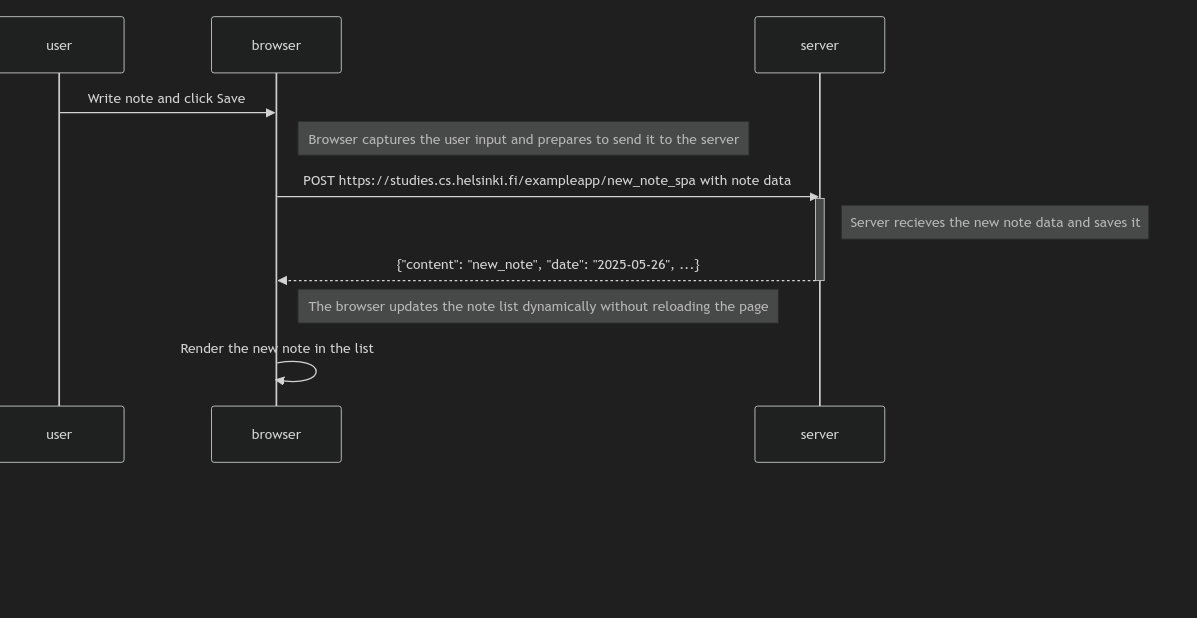 user
browser
server
Write note and click Save
Browser captures the user input and prepares to send it to the server
POST https://studies.cs.helsinki.fi/exampleapp/new_note_spa with note data
Server recieves the new note data and saves it
{"content": "new_note", "date": "2025-05-26", ...}
The browser updates the note list dynamically without reloading the page
Render the new note in the list
user
browser
server